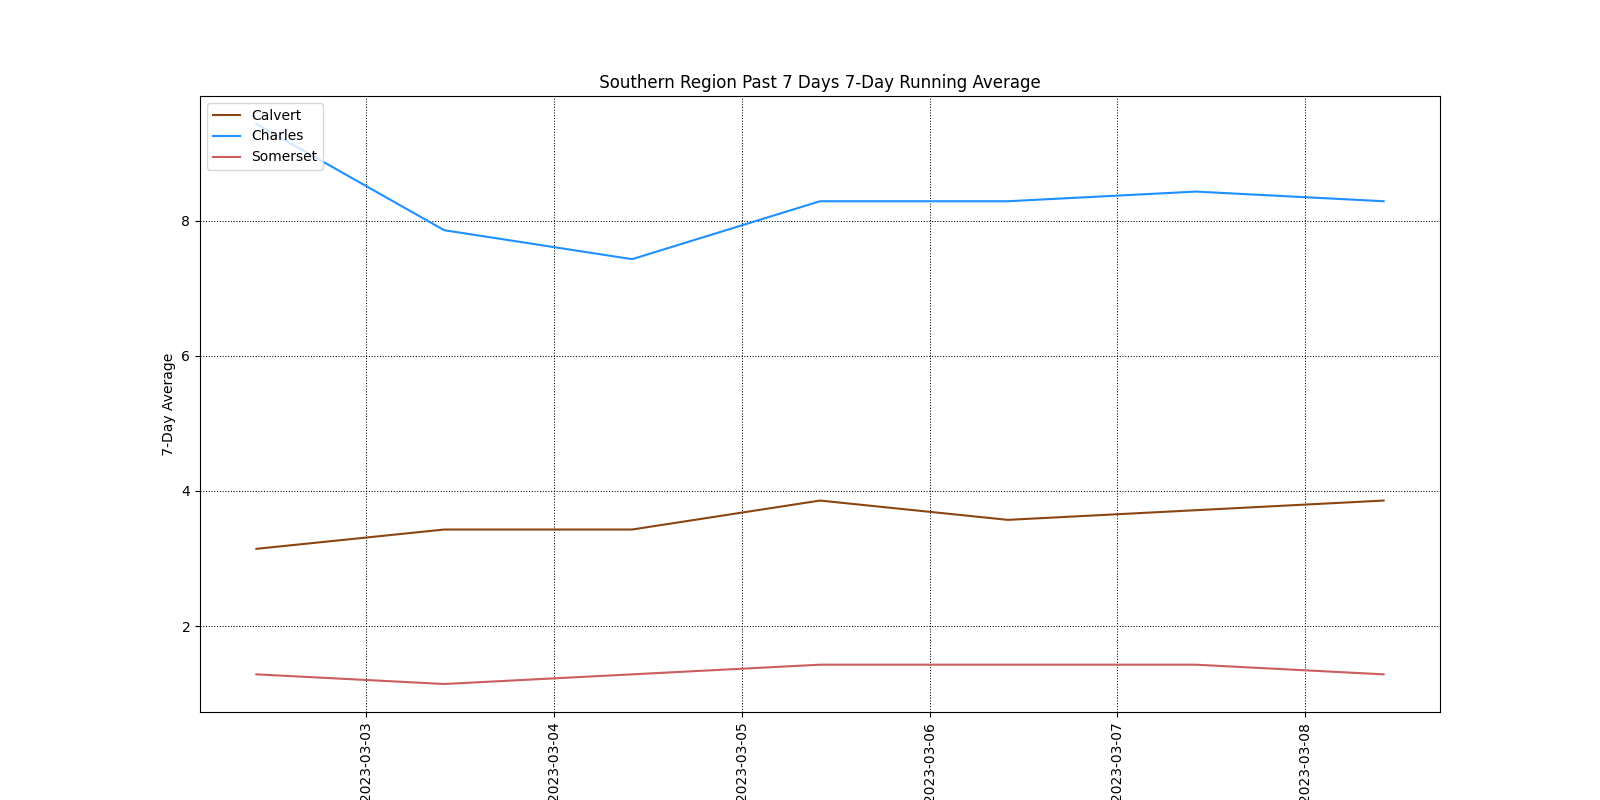 Southern Region Past 7 Days 7-Day Running Average
Calvert
Charles
Somerset
7-Day Average
8
6
4
2
2023-03-03
2023-03-04
2023-03-05
2023-03-06
2023-03-07
2023-03-08